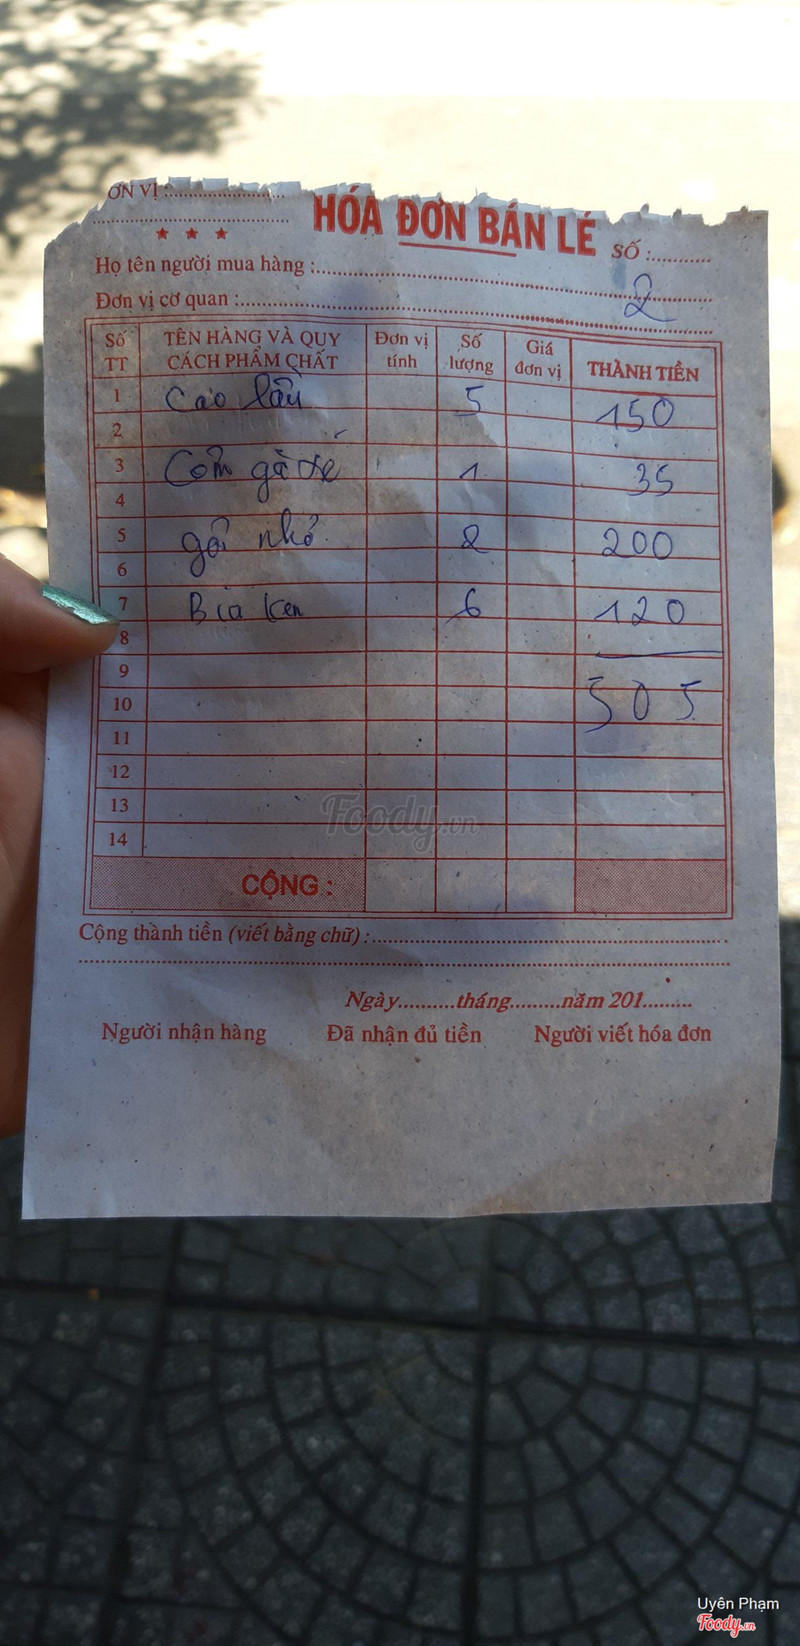 ƠN VỊ :
★ ★ ★
HÓA ĐƠN BÁN LẺ
SỐ :
Họ tên người mua hàng :
Đơn vị cơ quan :
2
Số TT TÊN HÀNG VÀ QUY CÁCH PHẨM CHẤT Đơn vị tính Số lượng Giá đơn vị THÀNH TIỀN
1 Cao lầu 5 150
2
3 Cơm gà xé 1 35
4
5 gỏi nhỏ 2 200
6
7 Bia ken 6 120
8
9
10 505
11
12
13
Foody.vn
14
CỘNG :
Cộng thành tiền (viết bằng chữ) :
Ngày..........tháng.........năm 201.........
Người nhận hàng Đã nhận đủ tiền Người viết hóa đơn
Uyên Phạm
Foody.vn